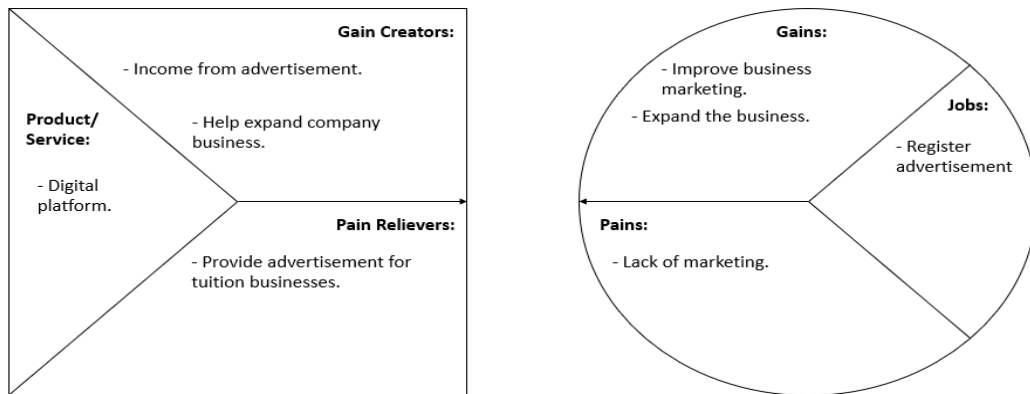 Gain Creators:
- Income from advertisement.
- Help expand company
business.
Product/
Service:
- Digital
platform.
Pain Relievers:
- Provide advertisement for
tuition businesses.
Gains:
- Improve business
marketing.
- Expand the business.
Jobs:
- Register
advertisement
Pains:
- Lack of marketing.